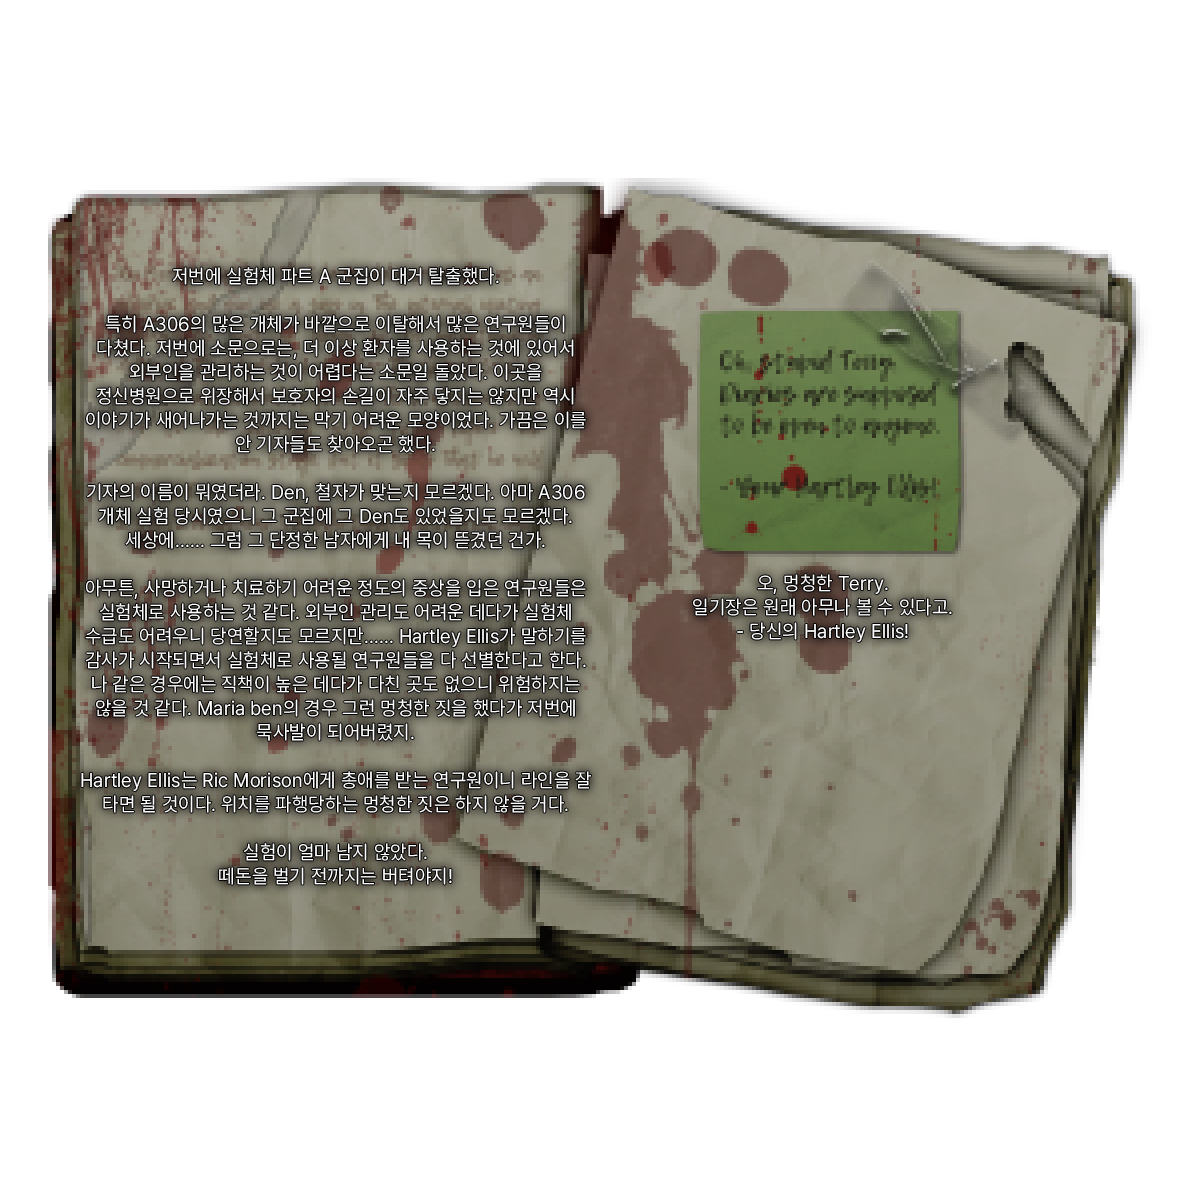 저번에 실험체 파트 A 군집이 대거 탈출했다.
특히 A306의 많은 개체가 바깥으로 이탈해서 많은 연구원들이
다쳤다. 저번에 소문으로는, 더 이상 환자를 사용하는 것에 있어서
외부인을 관리하는 것이 어렵다는 소문일 돌았다. 이곳을
정신병원으로 위장해서 보호자의 손길이 자주 닿지는 않지만 역시
이야기가 새어나가는 것까지는 막기 어려운 모양이었다. 가끔은 이를
안 기자들도 찾아오곤 했다.
기자의 이름이 뭐였더라. Den, 철자가 맞는지 모르겠다. 아마 A306
개체 실험 당시였으니 그 군집에 그 Den도 있었을지도 모르겠다.
세상에...... 그럼 그 단정한 남자에게 내 목이 뜯겼던 건가.
아무튼, 사망하거나 치료하기 어려운 정도의 중상을 입은 연구원들은
실험체로 사용하는 것 같다. 외부인 관리도 어려운 데다가 실험체
수급도 어려우니 당연할지도 모르지만...... Hartley Ellis가 말하기를
감사가 시작되면서 실험체로 사용될 연구원들을 다 선별한다고 한다.
나 같은 경우에는 직책이 높은 데다가 다친 곳도 없으니 위험하지는
않을 것 같다. Maria ben의 경우 그런 멍청한 짓을 했다가 저번에
묵사발이 되어버렸지.
Hartley Ellis는 Ric Morison에게 총애를 받는 연구원이니 라인을 잘
타면 될 것이다. 위치를 파행당하는 멍청한 짓은 하지 않을 거다.
실험이 얼마 남지 않았다.
떼돈을 벌기 전까지는 버텨야지!
Oh, stupid Terry.
Diaries are supposed
to be open to anyone.
- Your Hartley Ellis!
오, 멍청한 Terry.
일기장은 원래 아무나 볼 수 있다고.
- 당신의 Hartley Ellis!